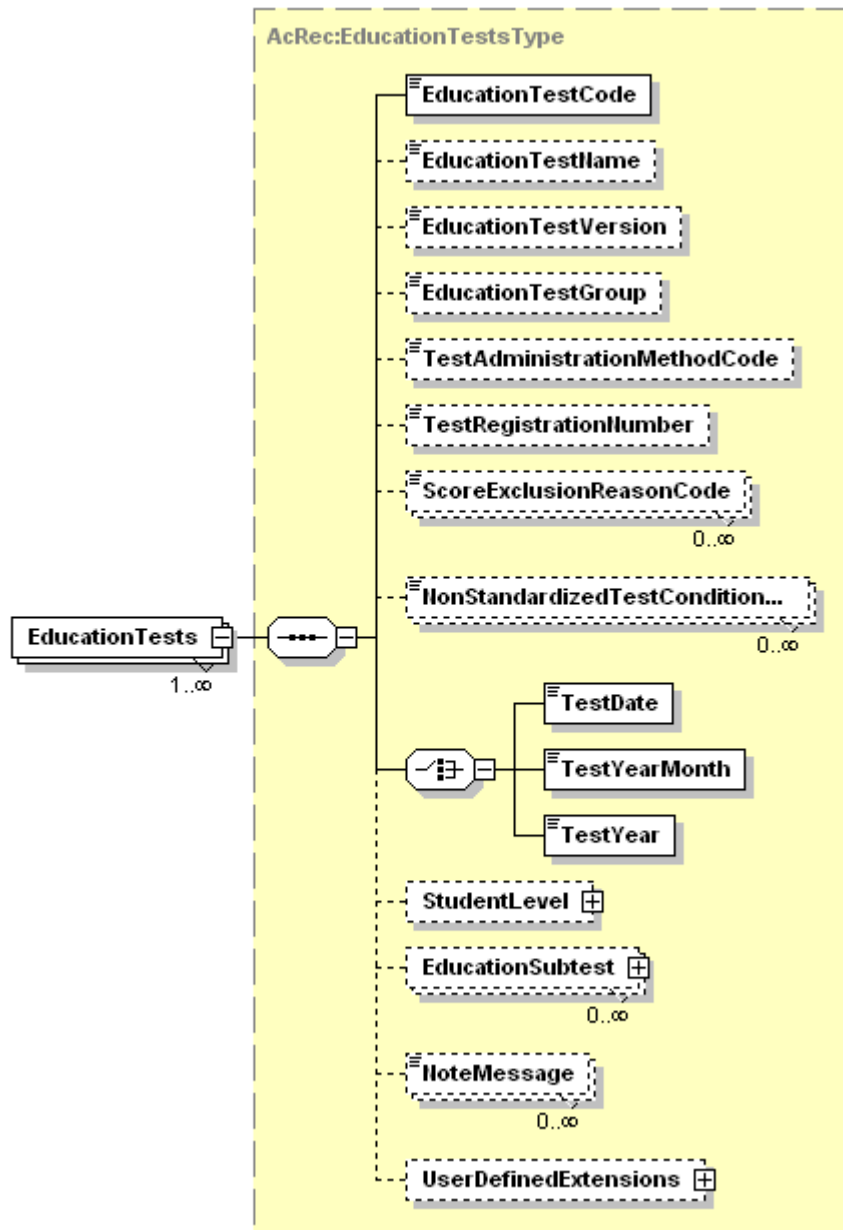 AcRec:EducationTestsType
EducationTestCode
EducationTestName
EducationTestVersion
EducationTestGroup
TestAdministrationMethodCode
TestRegistrationNumber
ScoreExclusionReasonCode
0..∞
NonStandardizedTestCondition...
0..∞
EducationTests
1..∞
TestDate
TestYearMonth
TestYear
StudentLevel
EducationSubtest
0..∞
NoteMessage
0..∞
UserDefinedExtensions